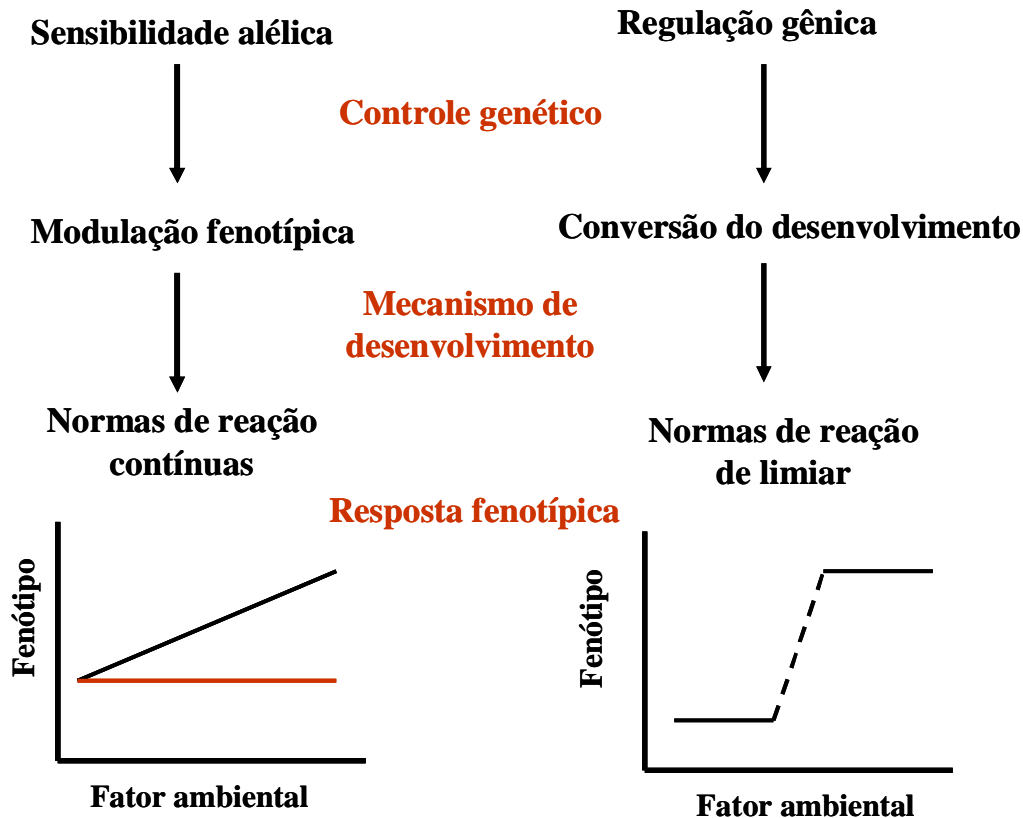 Sensibilidade alélica
Regulação gênica
Controle genético
Modulação fenotípica
Conversão do desenvolvimento
Mecanismo de
desenvolvimento
Normas de reação
contínuas
Normas de reação
de limiar
Resposta fenotípica
Fenótipo
Fator ambiental
Fenótipo
Fator ambiental